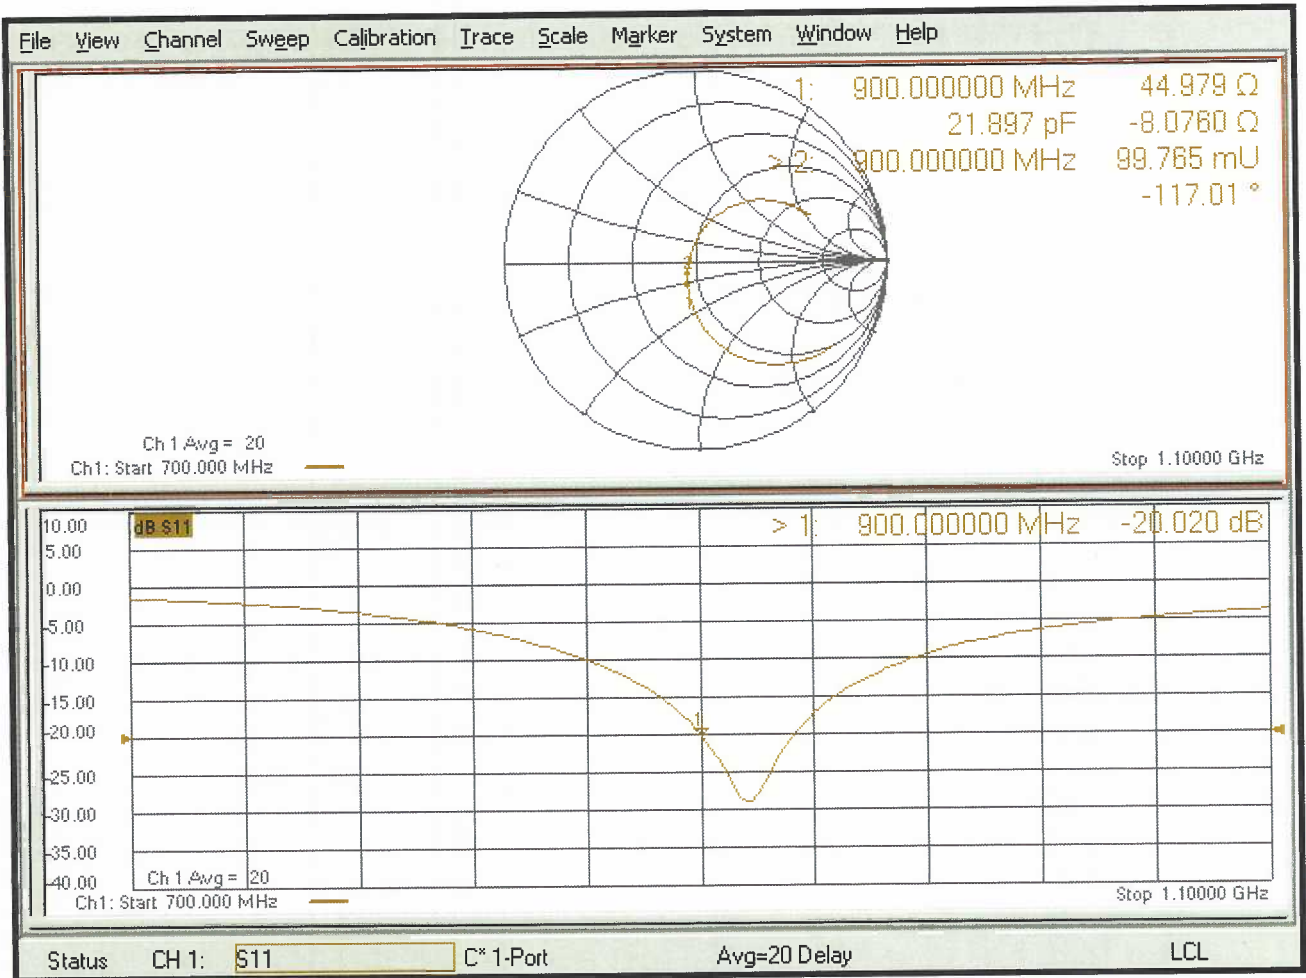 File View Channel Sweep Calibration Trace Scale Marker System Window Help
1: 900.000000 MHz 44.979 Ω
21.897 pF -8.0760 Ω
> 2: 900.000000 MHz 99.765 mU
-117.01 °
Ch 1 Avg = 20
Ch1: Start 700.000 MHz
Stop 1.10000 GHz
10.00
dB S11
> 1: 900.000000 MHz -20.020 dB
5.00
0.00
-5.00
-10.00
-15.00
1
-20.00
-25.00
-30.00
-35.00
-40.00
Ch 1 Avg = 20
Ch1: Start 700.000 MHz
Stop 1.10000 GHz
Status CH 1: S11 C* 1-Port Avg=20 Delay LCL